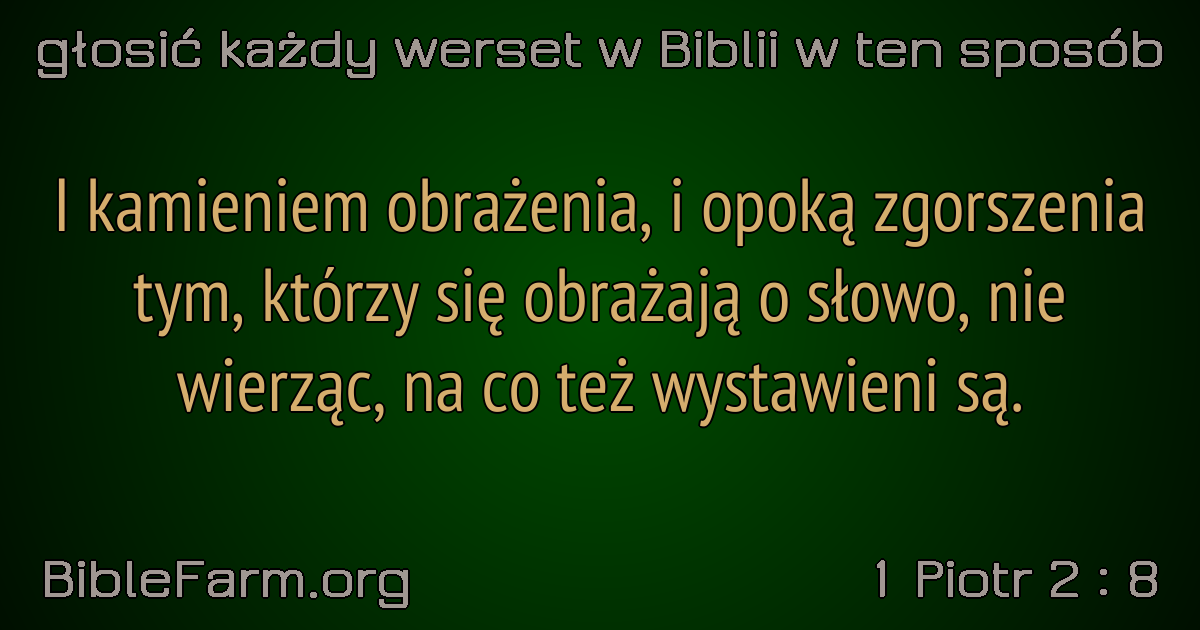 głosić każdy werset w Biblii w ten sposób
I kamieniem obrażenia, i opoką zgorszenia
tym, którzy się obrażają o słowo, nie
wierząc, na co też wystawieni są.
BibleFarm.org
1 Piotr 2 : 8